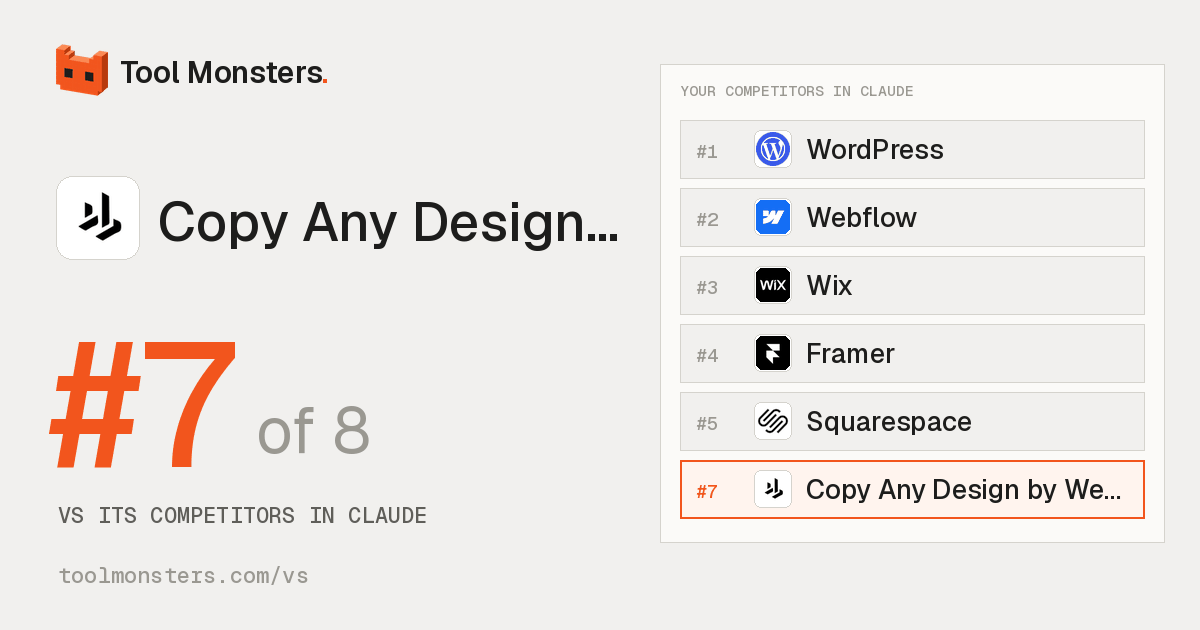 Tool Monsters.
Copy Any Design...
#7 of 8
VS ITS COMPETITORS IN CLAUDE
toolmonsters.com/vs
YOUR COMPETITORS IN CLAUDE
#1 WordPress
#2 Webflow
#3 WiX Wix
#4 Framer
#5 Squarespace
#7 Copy Any Design by We...